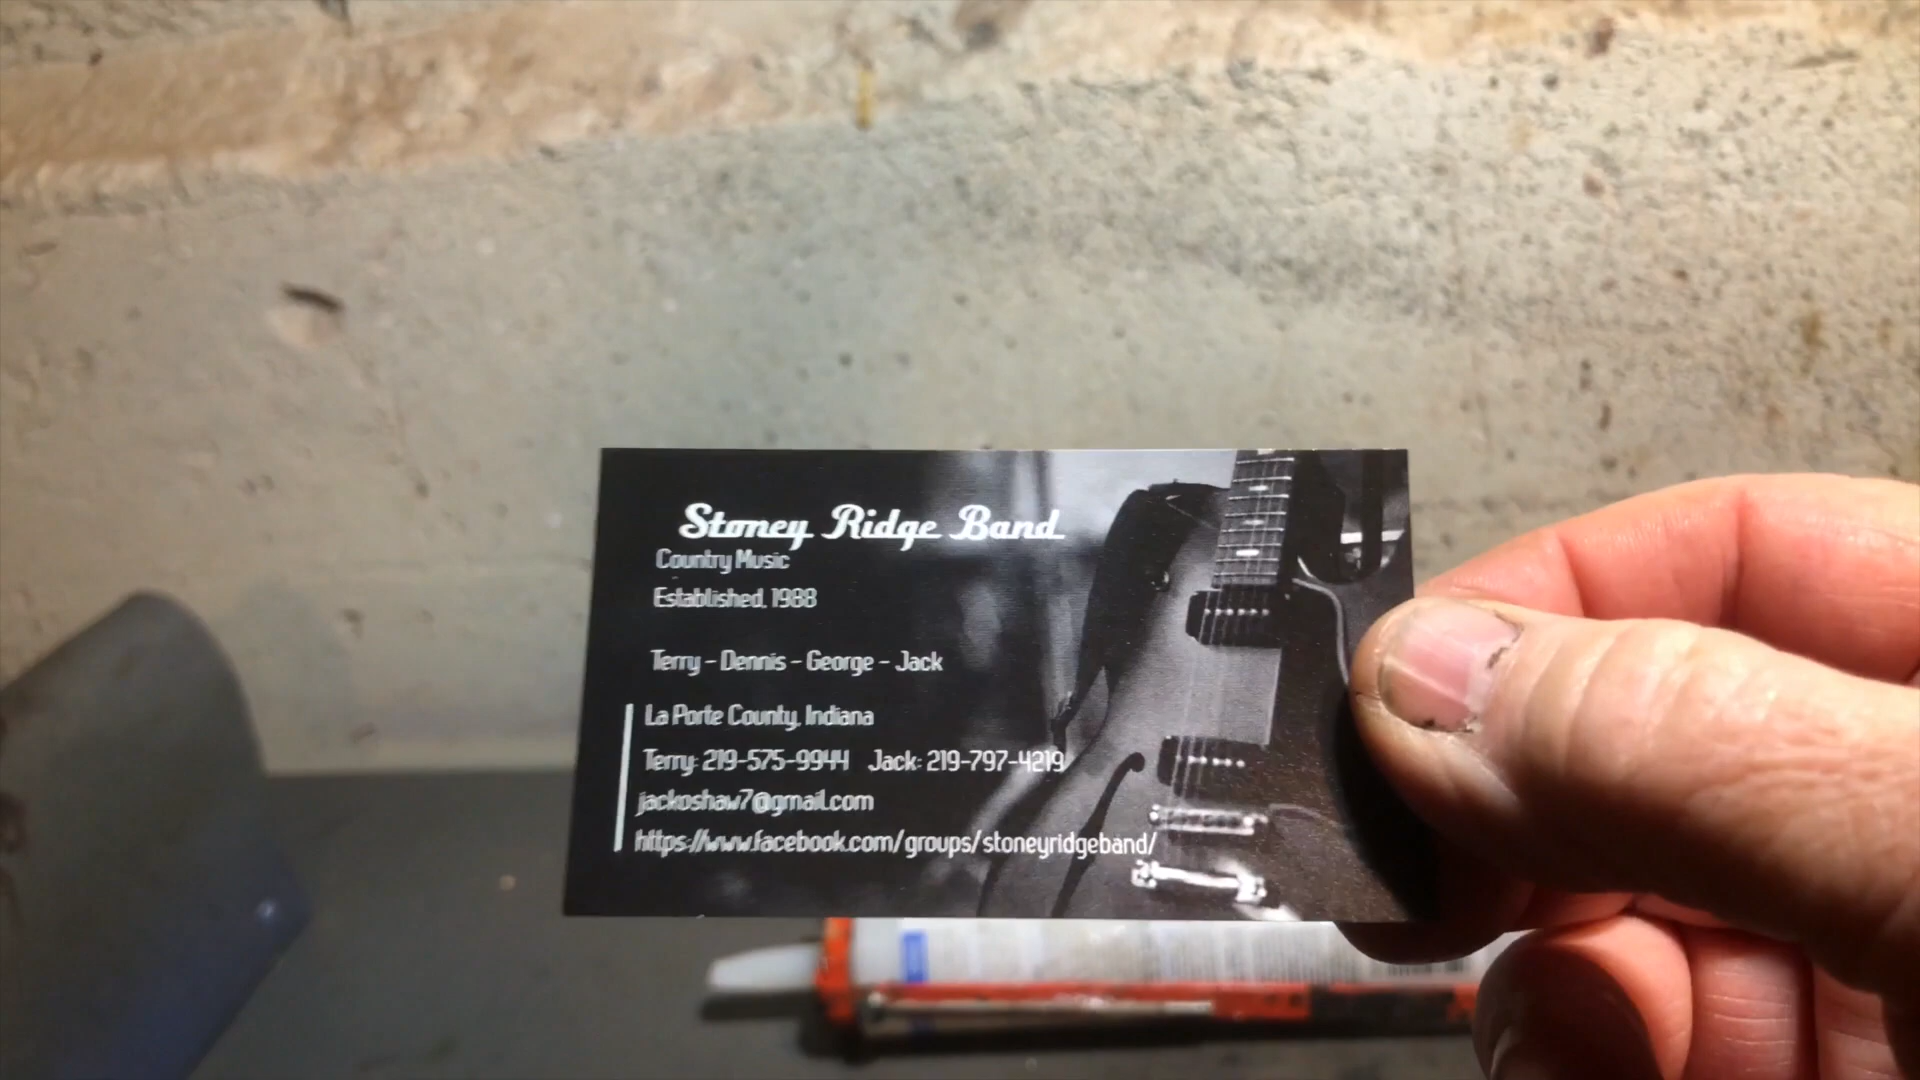 Stoney Ridge Band
Country Music
Established, 1988
Terry - Dennis - George - Jack
La Porte County, Indiana
Terry: 219-575-9944 Jack: 219-797-4219
jackoshaw7@gmail.com
https://www.facebook.com/groups/stoneyridgeband/